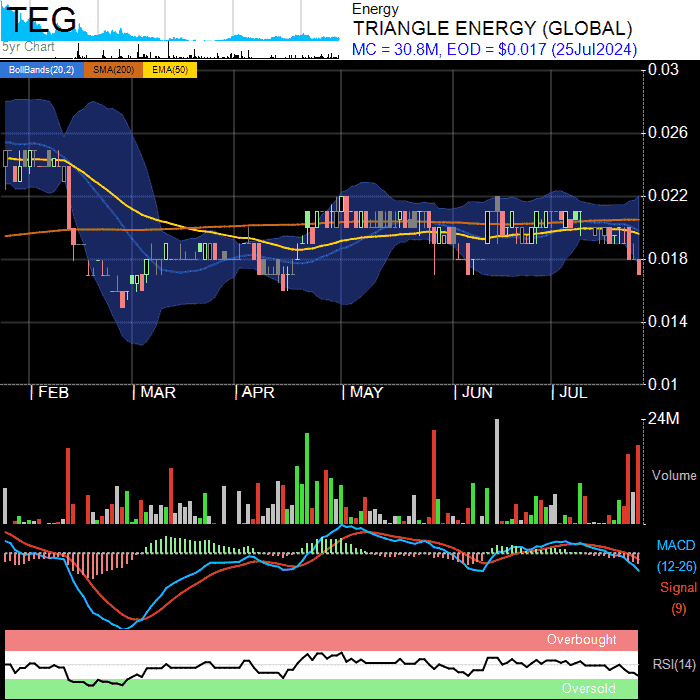 TEG
5yr Chart
Energy
TRIANGLE ENERGY (GLOBAL)
MC = 30.8M, EOD = $0.017 (25Jul2024)
BollBands(20,2) SMA(200) EMA(50)
0.03
0.026
0.022
0.018
0.014
0.01
FEB MAR APR MAY JUN JUL
24M
Volume
MACD
(12-26)
Signal
(9)
Overbought
RSI(14)
Oversold